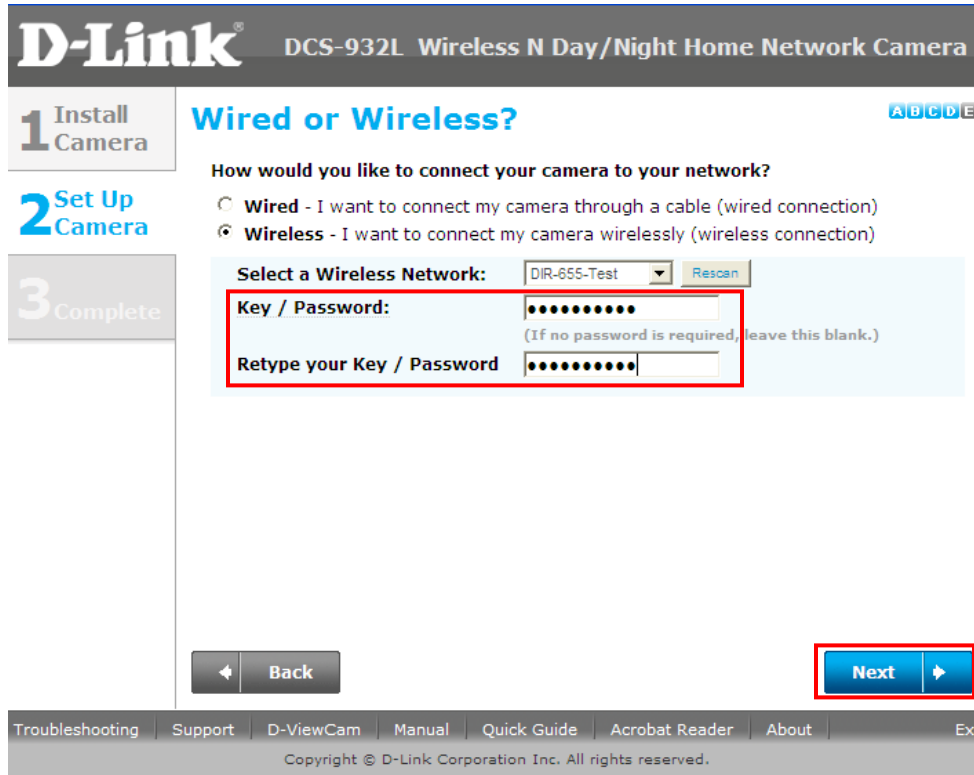 D-Link® DCS-932L Wireless N Day/Night Home Network Camera
1 Install Camera
2 Set Up Camera
3 Complete
Wired or Wireless?
A B C D E
How would you like to connect your camera to your network?
Wired - I want to connect my camera through a cable (wired connection)
Wireless - I want to connect my camera wirelessly (wireless connection)
Select a Wireless Network: DIR-655-Test Rescan
Key / Password: ●●●●●●●●●●
(If no password is required, leave this blank.)
Retype your Key / Password ●●●●●●●●●●
Back Next
Troubleshooting Support D-ViewCam Manual Quick Guide Acrobat Reader About Ex
Copyright © D-Link Corporation Inc. All rights reserved.